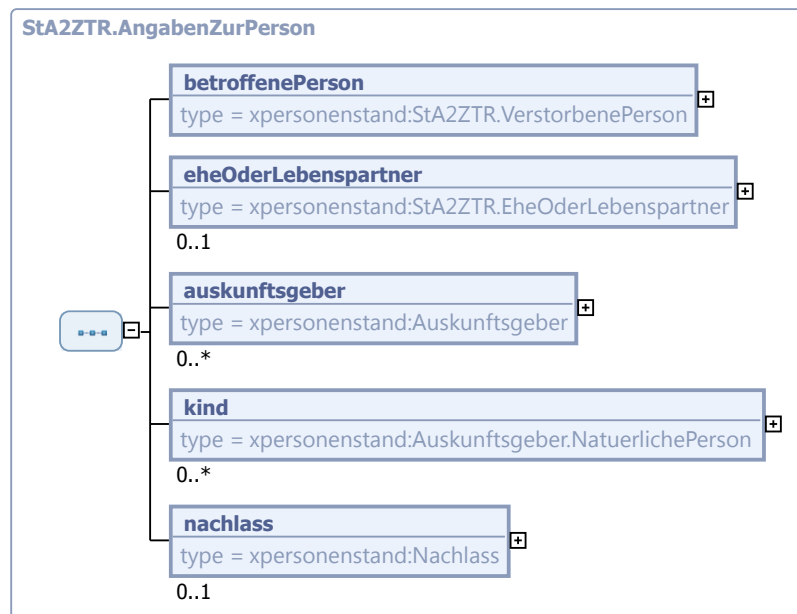 StA2ZTR.AngabenZurPerson
betroffenePerson
type = xpersonenstand:StA2ZTR.VerstorbenePerson
eheOderLebenspartner
type = xpersonenstand:StA2ZTR.EheOderLebenspartner
0..1
auskunftsgeber
type = xpersonenstand:Auskunftsgeber
0..*
kind
type = xpersonenstand:Auskunftsgeber.NatuerlichePerson
0..*
nachlass
type = xpersonenstand:Nachlass
0..1